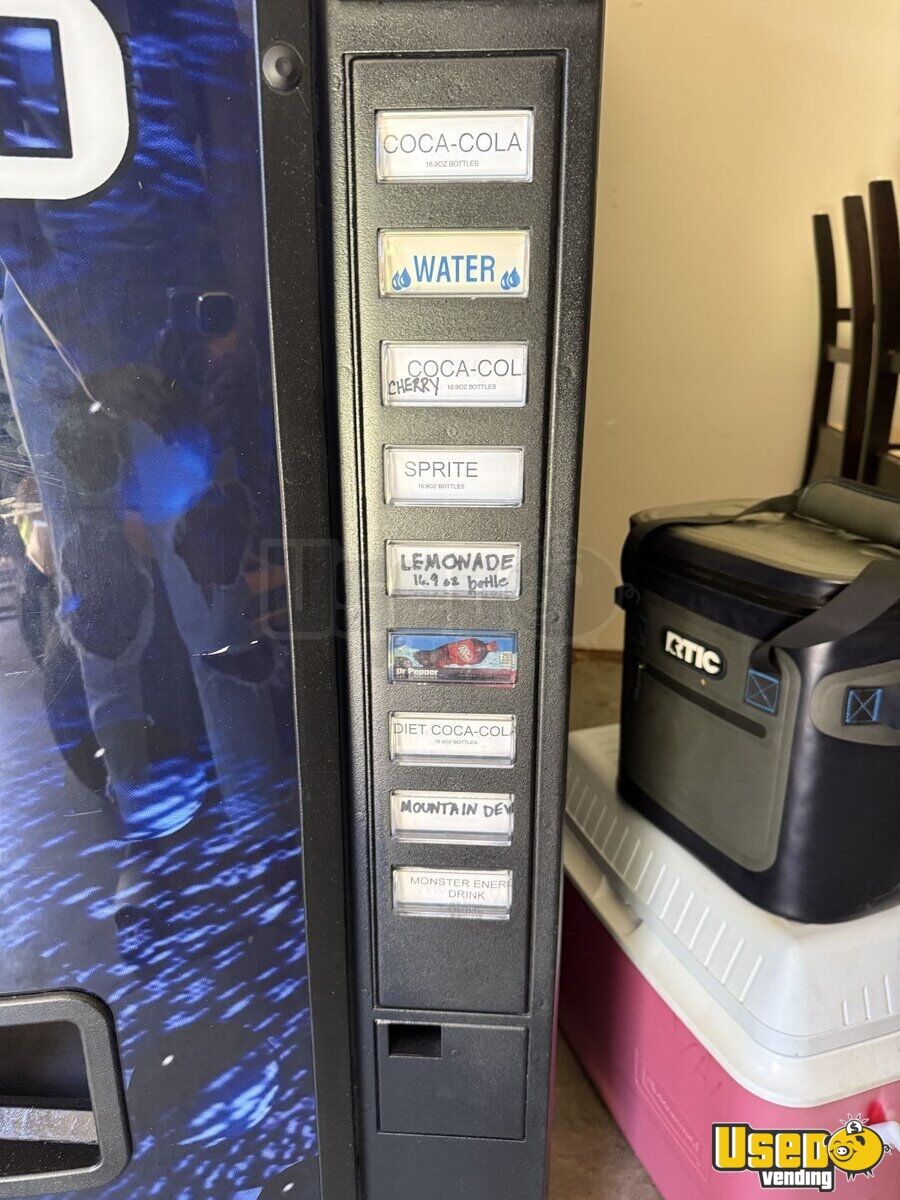 COCA-COLA
16.9OZ BOTTLES
WATER
COCA-COL
CHERRY 16.9OZ BOTTLES
SPRITE
16.9OZ BOTTLES
LEMONADE
16.9 oz bottle
Dr Pepper
DIET COCA-COLA
16.9OZ BOTTLES
MOUNTAIN DEW
MONSTER ENER
DRINK
RTIC
USED
vending